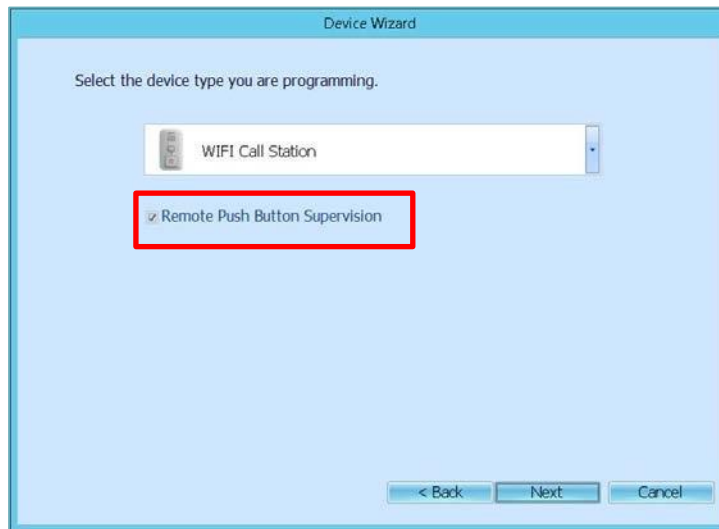 Device Wizard
Select the device type you are programming.
WIFI Call Station
Remote Push Button Supervision
< Back Next Cancel